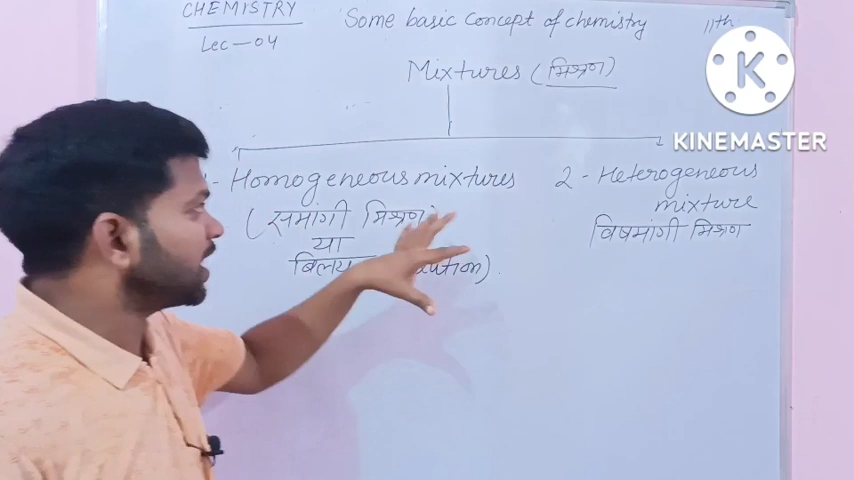 CHEMISTRY
Lec-04
Some basic Concept of chemistry
11th
Mixtures (मिश्रण)
K
KINEMASTER
Homogeneous mixtures
(समांगी मिश्रण
या
2- Heterogeneous
mixture
विषमांगी मिश्रण